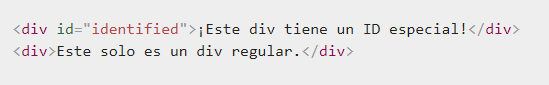 <div id="identified">¡Este div tiene un ID especial!</div>
<div>Este solo es un div regular.</div>